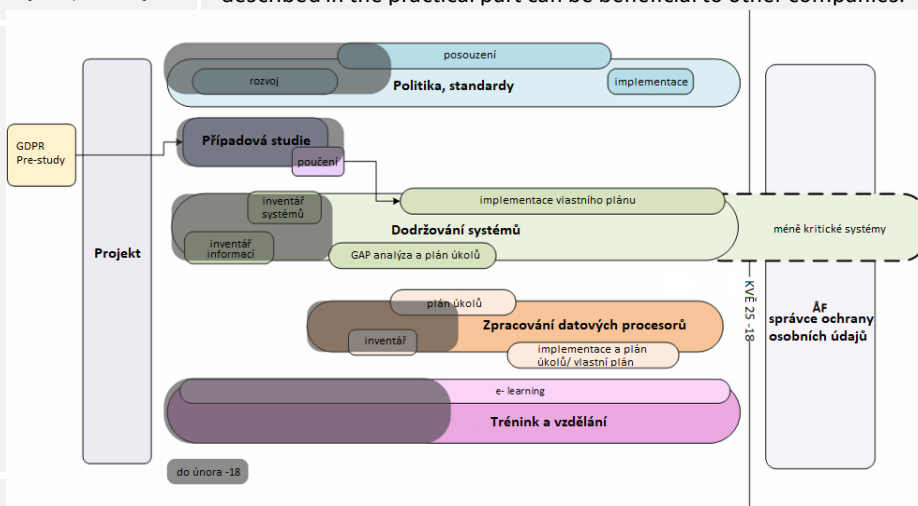 described in the practical part can be beneficial to other companies.
posouzení
rozvoj
Politika, standardy
implementace
GDPR
Pre-study
Případová studie
poučení
inventář
systémů
implementace vlastního plánu
Dodržování systémů
méně kritické systémy
inventář
informací
GAP analýza a plán úkolů
Projekt
KVĚ 25 -18
ÅF
správce ochrany
osobních údajů
plán úkolů
Zpracování datových procesorů
inventář
implementace a plán
úkolů/ vlastní plán
e- learning
Trénink a vzdělání
do února -18